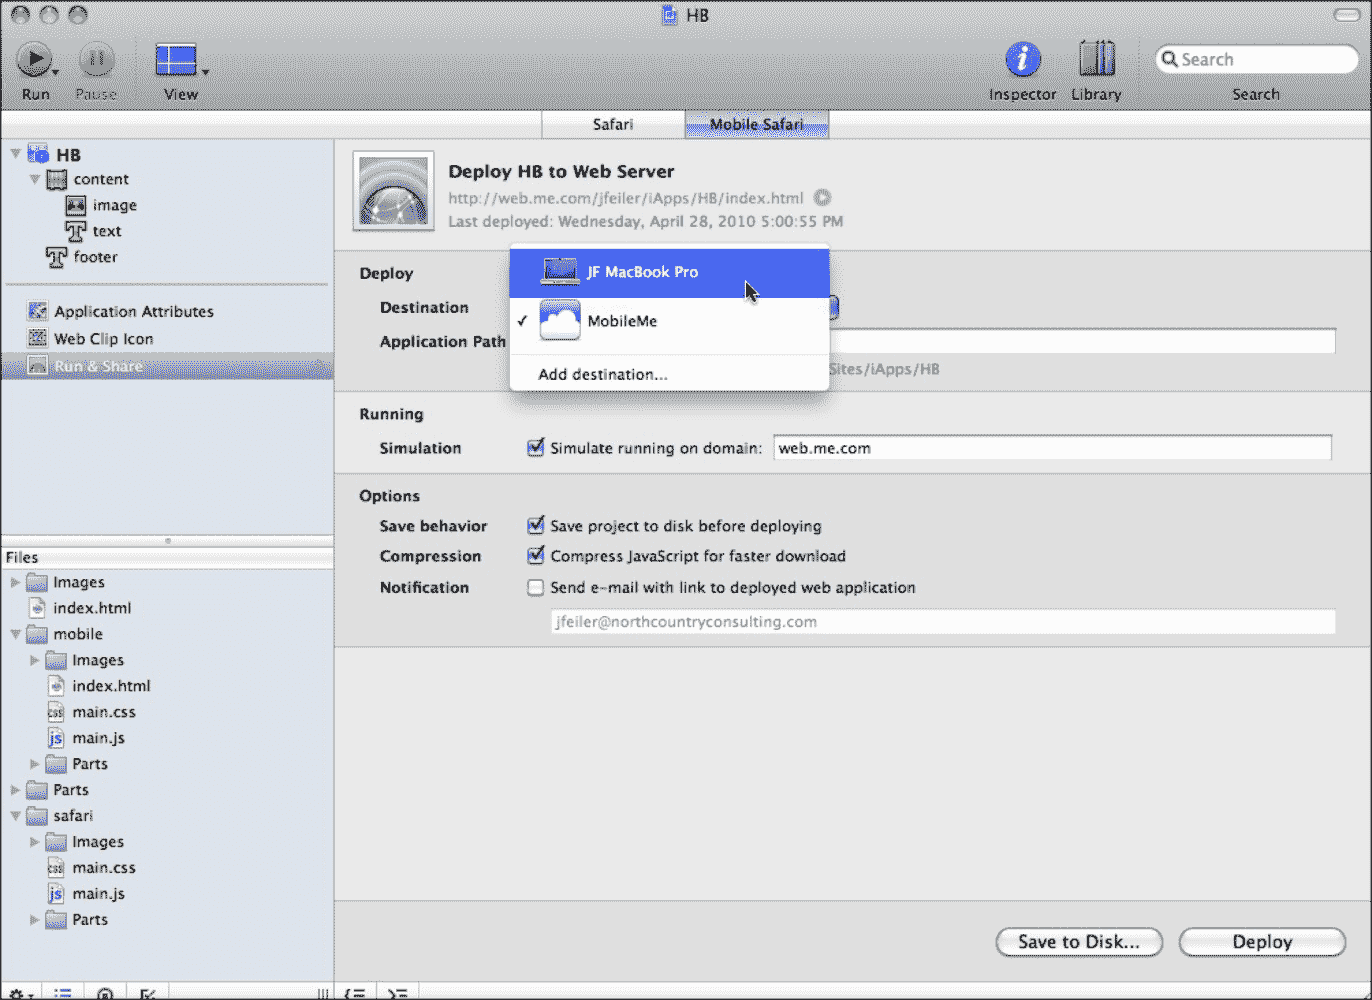 HB
Run
Pause
View
Inspector
Library
Search
Search
Safari
Mobile Safari
HB
content
image
text
footer
Application Attributes
Web Clip Icon
Run & Share
Files
Images
index.html
mobile
Images
index.html
main.css
main.js
Parts
Parts
safari
Images
main.css
main.js
Parts
Deploy HB to Web Server
http://web.me.com/jfeiler/iApps/HB/index.html
Last deployed: Wednesday, April 28, 2010 5:00:55 PM
Deploy
Destination
JF MacBook Pro
MobileMe
Add destination...
Application Path
Sites/iApps/HB
Running
Simulation
Simulate running on domain:
web.me.com
Options
Save behavior
Save project to disk before deploying
Compression
Compress JavaScript for faster download
Notification
Send e-mail with link to deployed web application
jfeiler@northcountryconsulting.com
Save to Disk...
Deploy